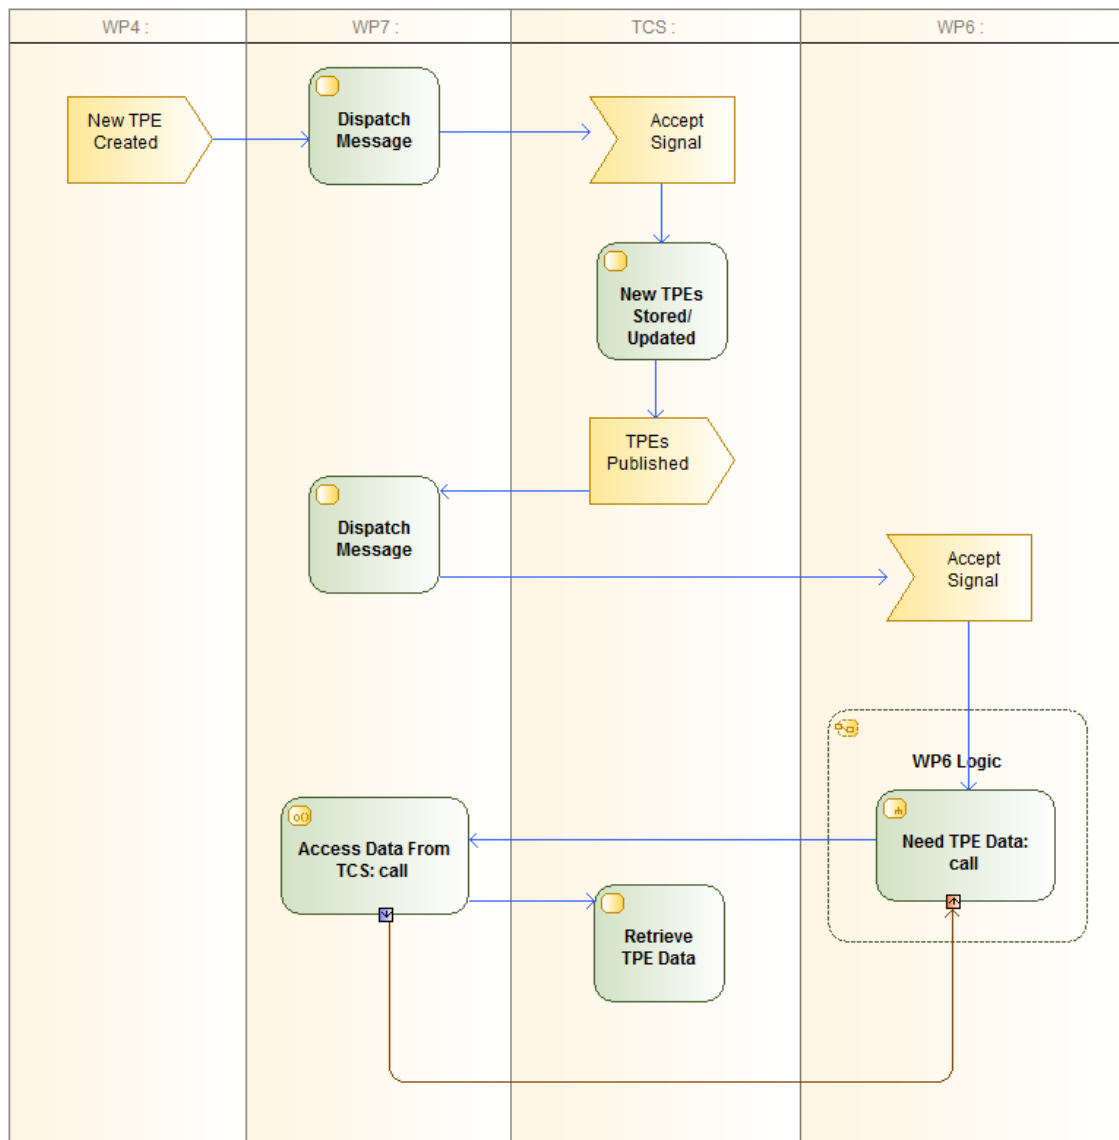 WP4 :
WP7 :
TCS :
WP6 :
New TPE
Created
Dispatch
Message
Accept
Signal
New TPEs
Stored/
Updated
TPEs
Published
Dispatch
Message
Accept
Signal
WP6 Logic
Need TPE Data:
call
Access Data From
TCS: call
Retrieve
TPE Data